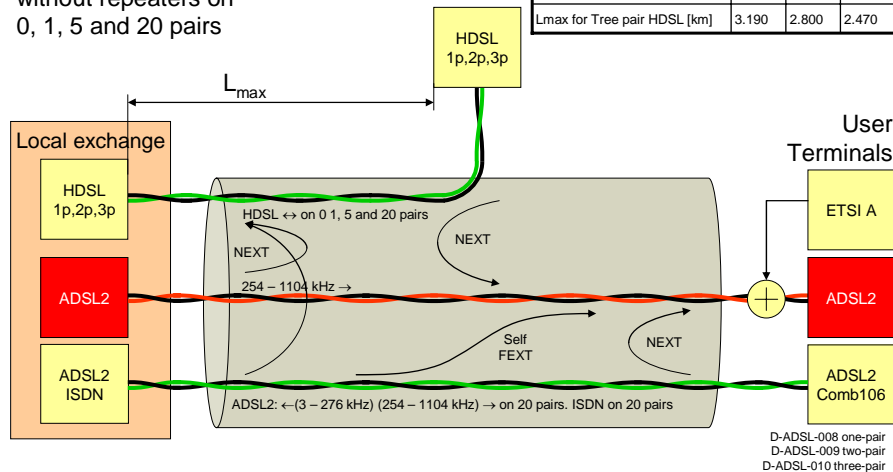 without repeaters on
0, 1, 5 and 20 pairs
Lmax for Tree pair HDSL [km] 3.190 2.800 2.470
HDSL
1p,2p,3p
Lmax
Local exchange
User
Terminals
HDSL
1p,2p,3p
HDSL ↔ on 0 1, 5 and 20 pairs
ETSI A
NEXT
NEXT
254 – 1104 kHz →
ADSL2
ADSL2
Self
FEXT
NEXT
ADSL2
ISDN
ADSL2
Comb106
ADSL2: ←(3 – 276 kHz) (254 – 1104 kHz) → on 20 pairs. ISDN on 20 pairs
D-ADSL-008 one-pair
D-ADSL-009 two-pair
D-ADSL-010 three-pair